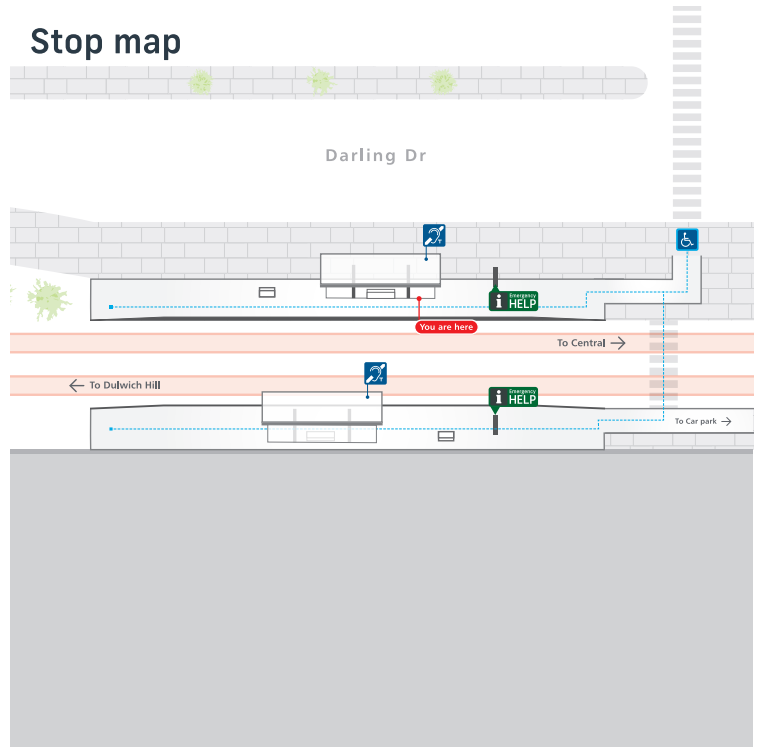 Stop map
Darling Dr
Emergency
HELP
You are here
To Central
To Dulwich Hill
Emergency
HELP
To Car park